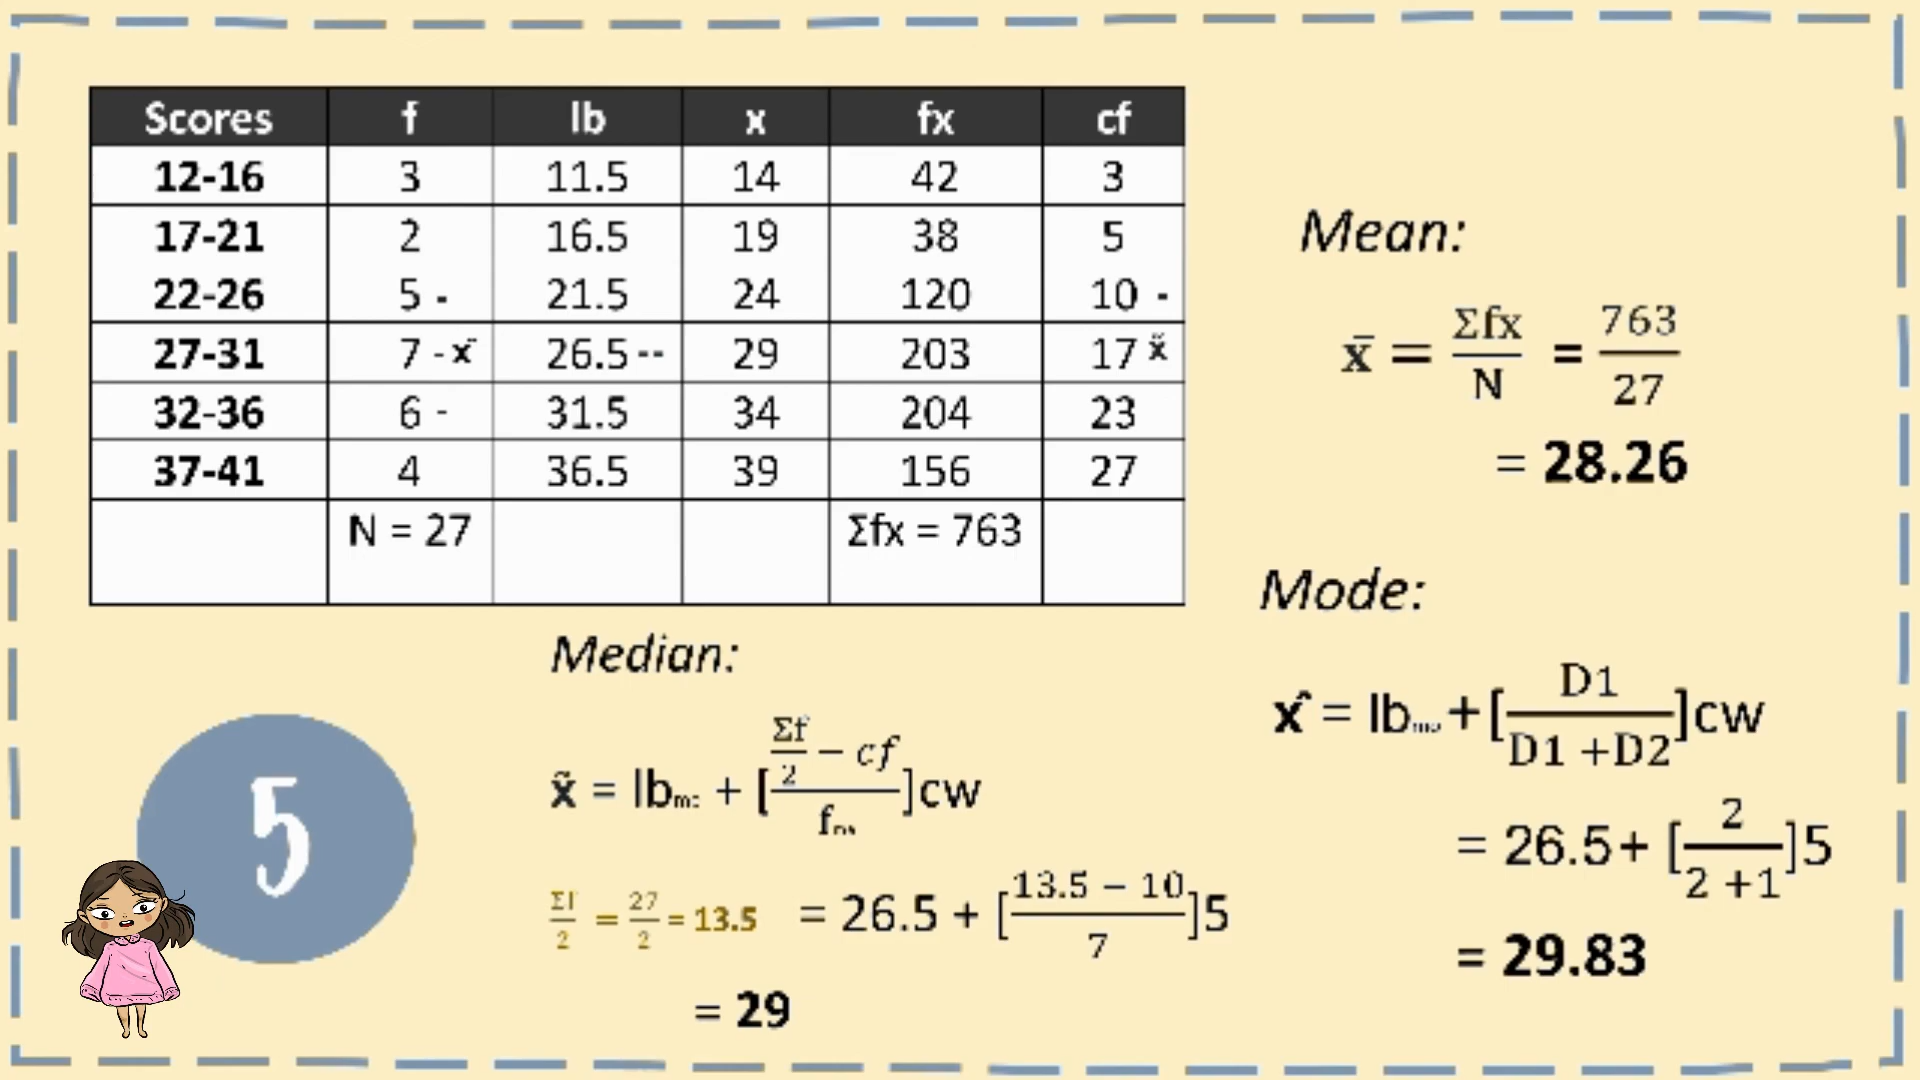 Scores f lb x fx cf
12-16 3 11.5 14 42 3
17-21 2 16.5 19 38 5
22-26 5 - 21.5 24 120 10 -
27-31 7 - x̄ 26.5 -- 29 203 17 x̃
32-36 6 - 31.5 34 204 23
37-41 4 36.5 39 156 27
N = 27 Σfx = 763
Mean:
x̄ = Σfx/N = 763/27
= 28.26
Mode:
x̂ = lb + [D1/D1 +D2]cw
= 26.5+ [2/2 +1]5
= 29.83
Median:
x̃ = lb + [Σf/2 − cf/f]cw
Σf/2 = 27/2 = 13.5 = 26.5 + [13.5 − 10/7]5
= 29
5